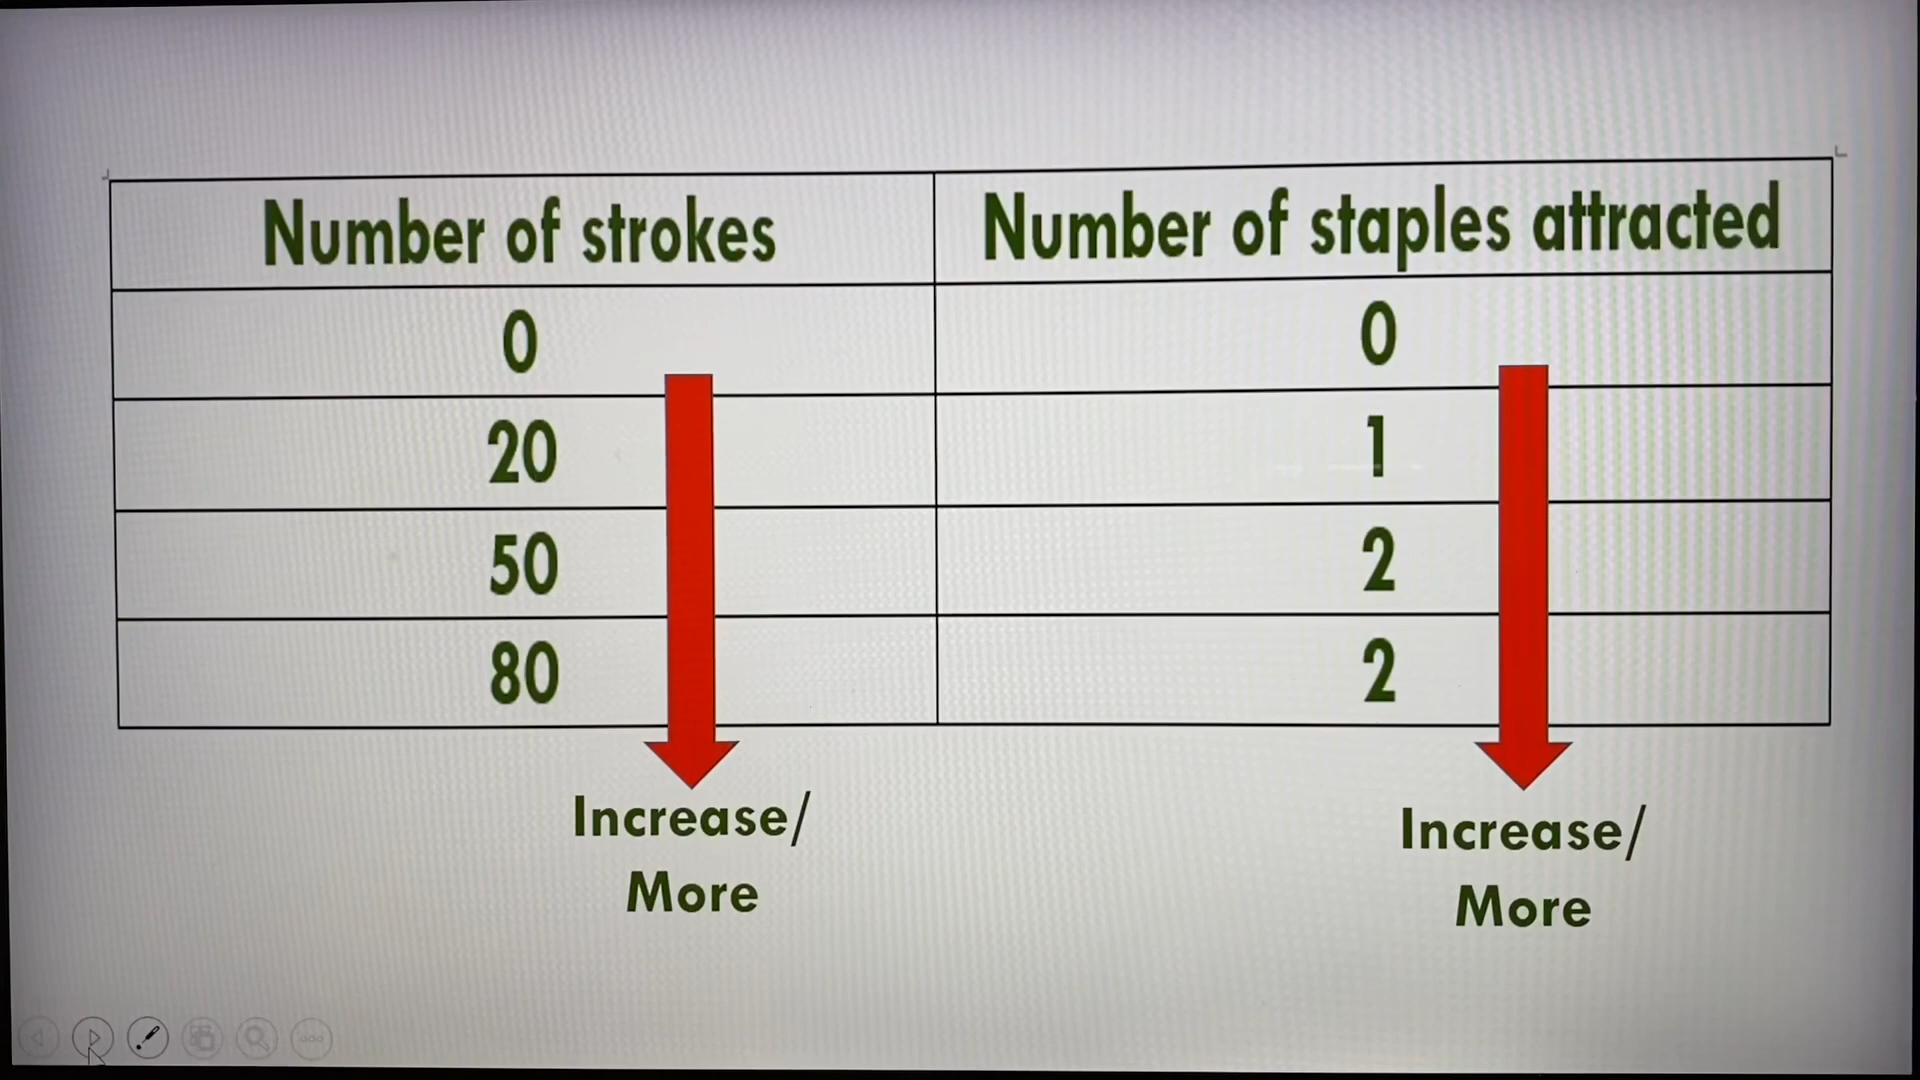 Number of strokes Number of staples attracted
0 0
20 1
50 2
80 2
Increase/ Increase/
More More